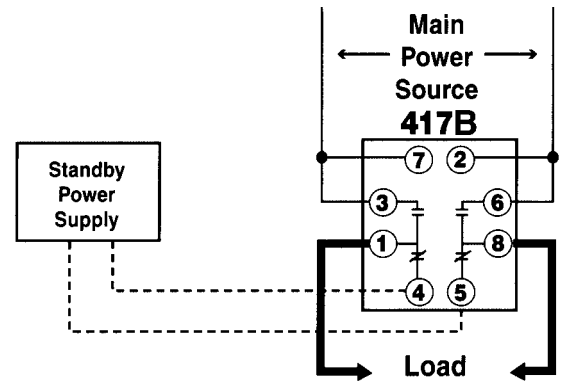 Main
Power
Source
417B
Standby
Power
Supply
7 2
3 6
1 8
4 5
Load